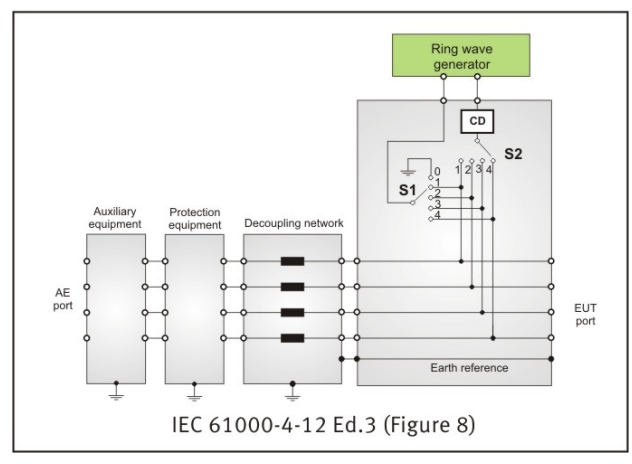 Ring wave
generator
CD
S2
1 2 3 4
S1
0
1
2
3
4
Auxiliary
equipment
Protection
equipment
Decoupling network
AE
port
EUT
port
Earth reference
IEC 61000-4-12 Ed.3 (Figure 8)